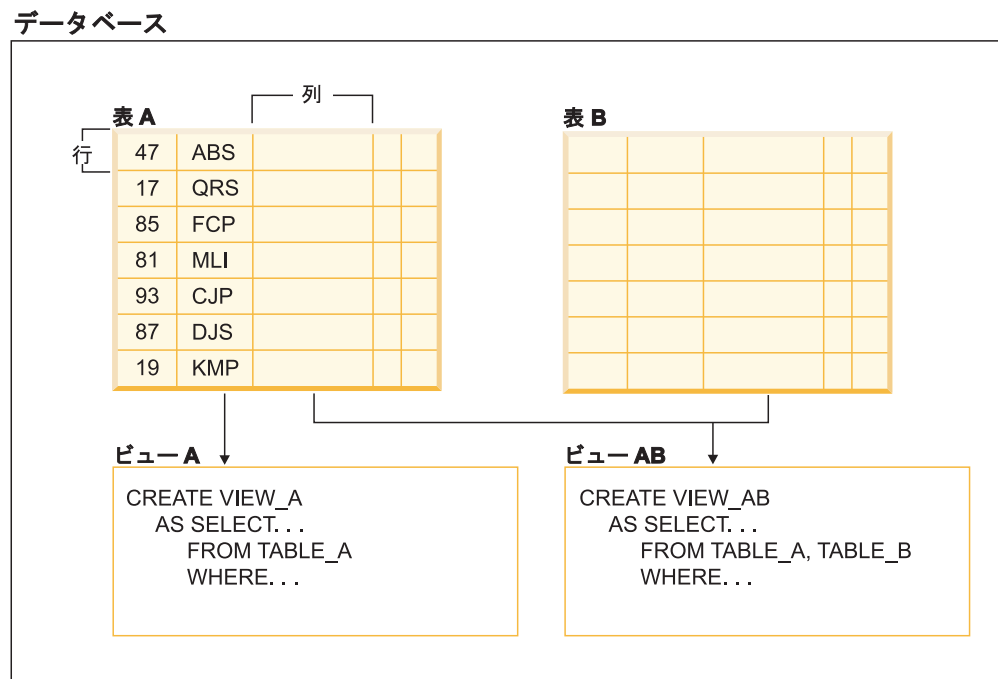 データベース
列
表 A
表 B
行
47 ABS
17 QRS
85 FCP
81 MLI
93 CJP
87 DJS
19 KMP
ビュー A
CREATE VIEW_A
AS SELECT. . .
FROM TABLE_A
WHERE. . .
ビュー AB
CREATE VIEW_AB
AS SELECT. . .
FROM TABLE_A, TABLE_B
WHERE. . .